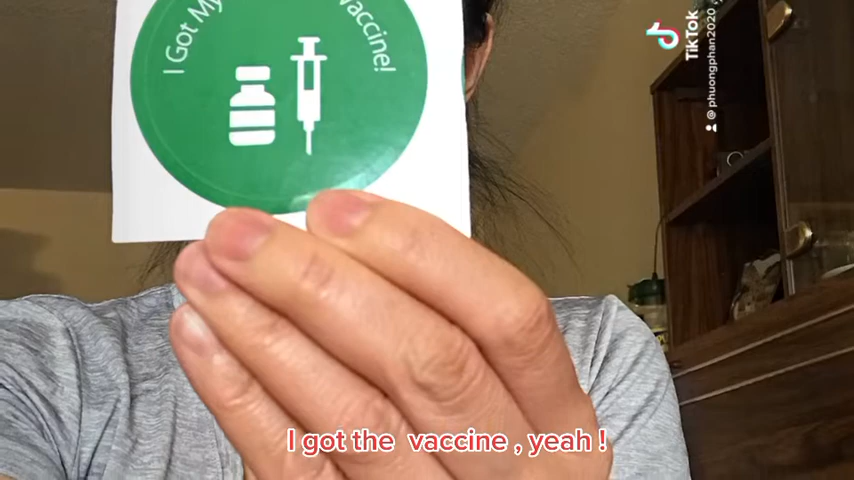 I Got My
Vaccine!
TikTok
@phuongphan2020
I got the vaccine , yeah !